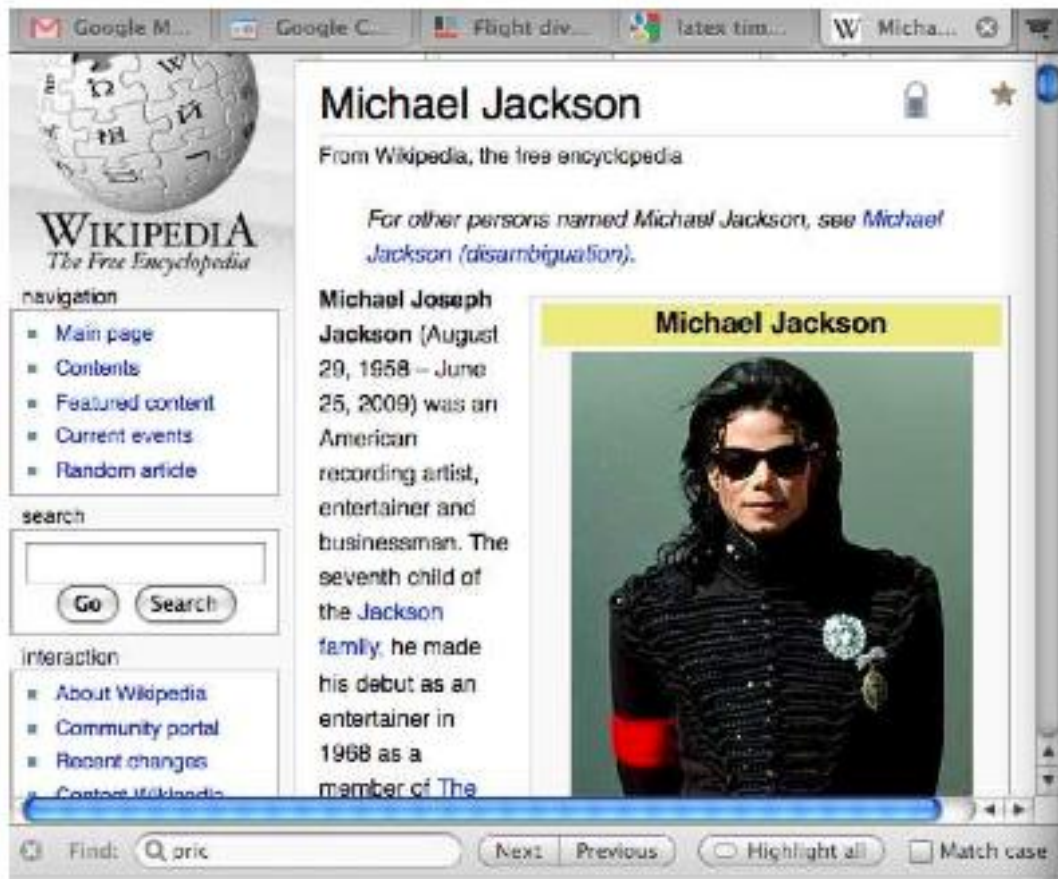 Google M...
Google C...
Flight div...
latex tim...
Micha...
WIKIPEDIA
The Free Encyclopedia
navigation
Main page
Contents
Featured content
Current events
Random article
search
Go
Search
interaction
About Wikipedia
Community portal
Recent changes
Contact Wikipedia
Michael Jackson
From Wikipedia, the free encyclopedia
For other persons named Michael Jackson, see Michael
Jackson (disambiguation).
Michael Joseph
Jackson (August
29, 1958 – June
25, 2009) was an
American
recording artist,
entertainer and
businessman. The
seventh child of
the Jackson
family, he made
his debut as an
entertainer in
1968 as a
member of The
Michael Jackson
Find: pric
Next
Previous
Highlight all
Match case